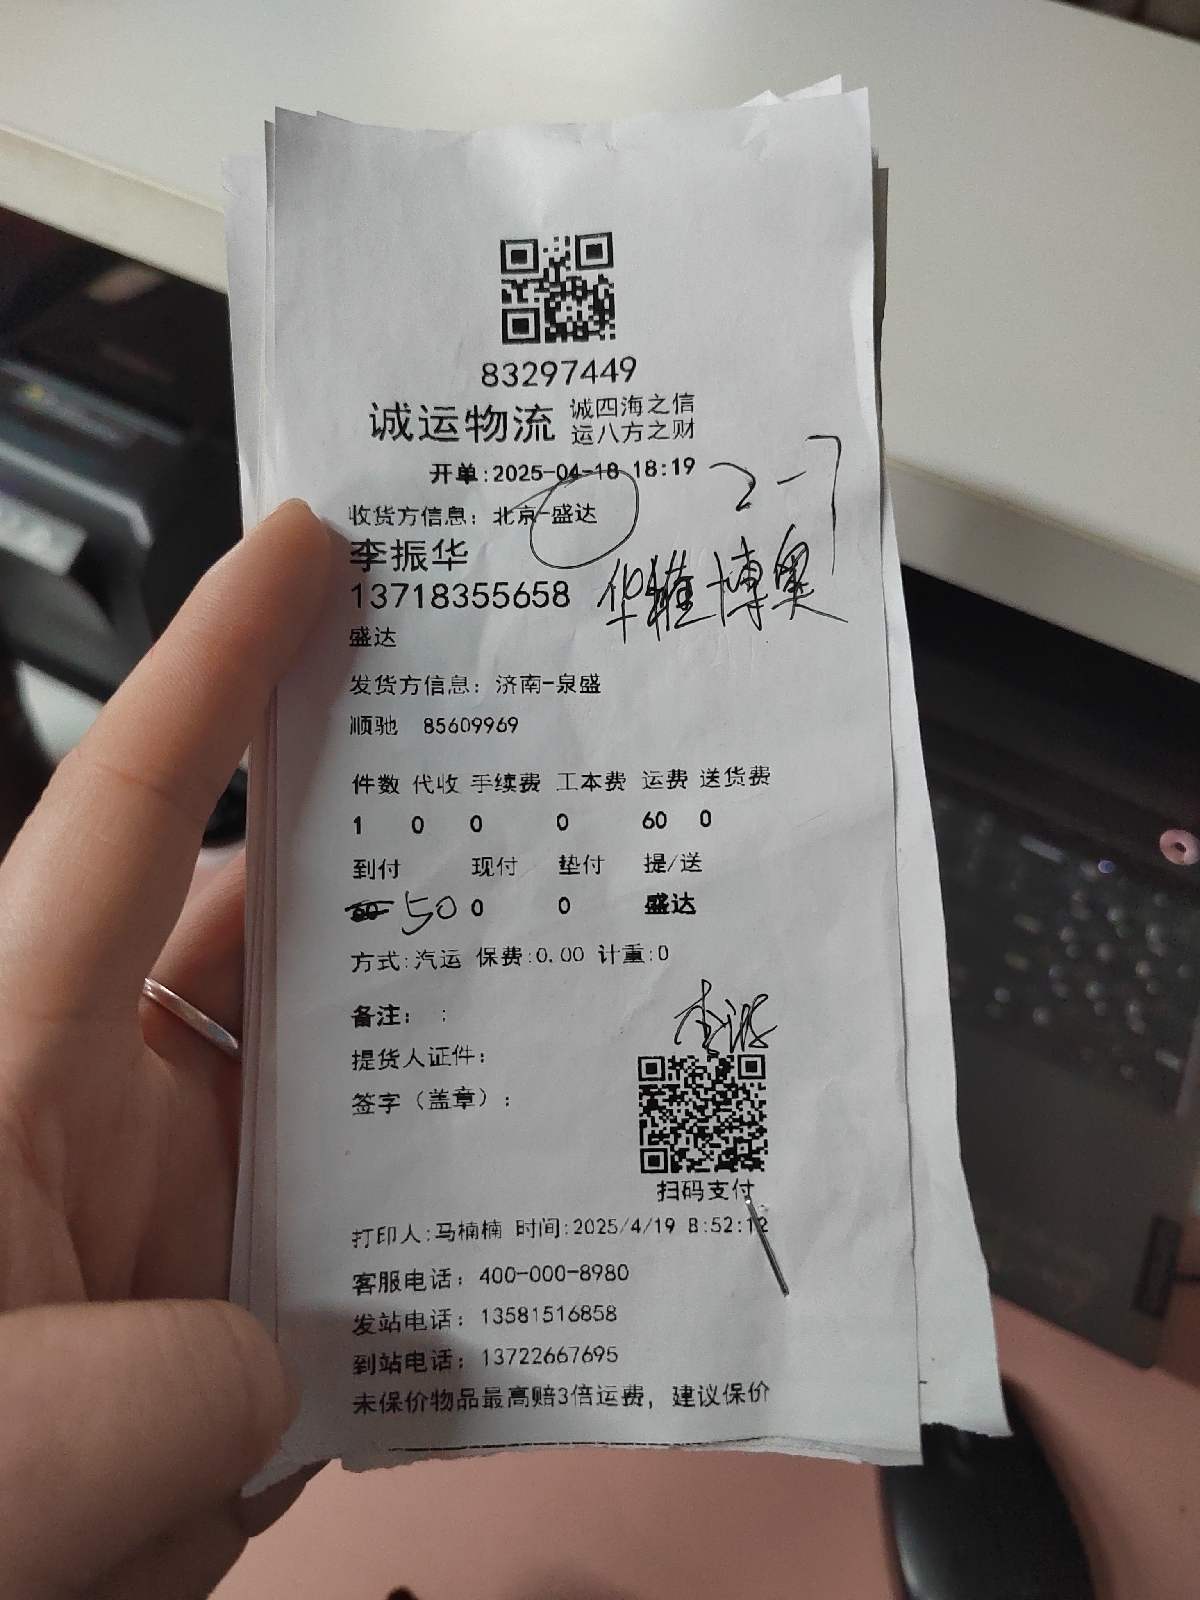 83297449
诚运物流 诚四海之信
运八方之财
开单:2025-04-18 18:19
2-7
收货方信息: 北京-盛达
李振华
13718355658
华雅博奥
盛达
发货方信息: 济南-泉盛
顺驰 85609969
件数 代收 手续费 工本费 运费 送货费
1 0 0 0 60 0
到付 现付 垫付 提/送
60 50 0 0 盛达
方式:汽运 保费:0.00 计重:0
备注: :
提货人证件:
签字（盖章）:
扫码支付
打印人:马楠楠 时间:2025/4/19 8:52:12
客服电话: 400-000-8980
发站电话: 13581516858
到站电话: 13722667695
未保价物品最高赔3倍运费, 建议保价